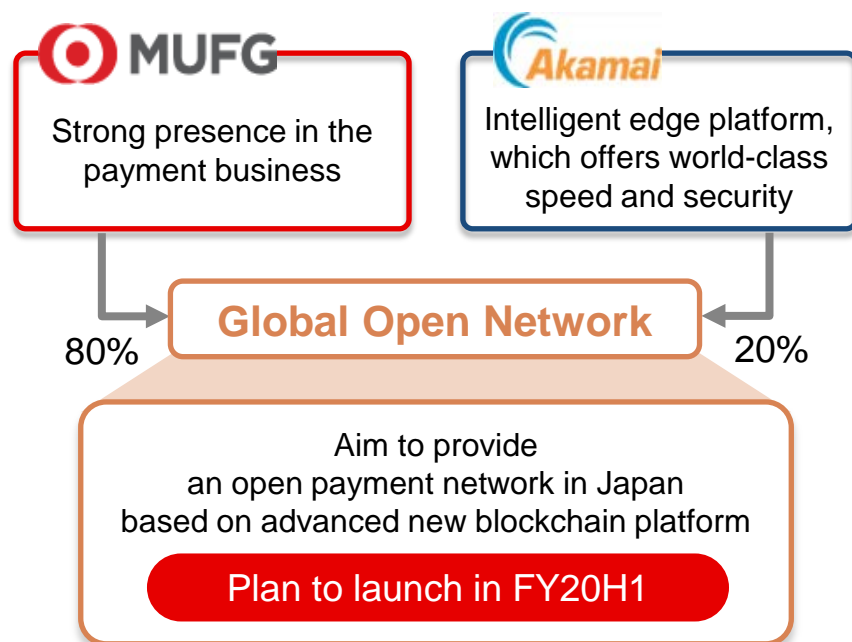 MUFG
Strong presence in the
payment business
Akamai
Intelligent edge platform,
which offers world-class
speed and security
80%
Global Open Network
20%
Aim to provide
an open payment network in Japan
based on advanced new blockchain platform
Plan to launch in FY20H1